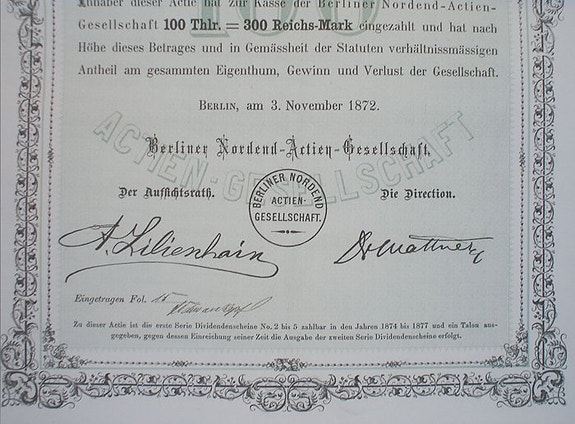 Inhaber dieser Actie hat zur Kasse der Berliner Nordend-Actien-
Gesellschaft 100 Thlr. = 300 Reichs-Mark eingezahlt und hat nach
Höhe dieses Betrages und in Gemässheit der Statuten verhältnissmässigen
Antheil am gesammten Eigenthum, Gewinn und Verlust der Gesellschaft.
BERLIN, am 3. November 1872.
ACTIEN-GESELLSCHAFT
Berliner Nordend-Actien-Gesellschaft.
Der Aufsichtsrath.
Die Direction.
BERLINER NORDEND
ACTIEN-
GESELLSCHAFT.
A. Lilienhain
Eingetragen Fol. 15
Zu dieser Actie ist die erste Serie Dividendenscheine No. 2 bis 5 zahlbar in den Jahren 1874 bis 1877 und ein Talon aus-
gegeben, gegen dessen Einreichung seiner Zeit die Ausgabe der zweiten Serie Dividendenscheine erfolgt.